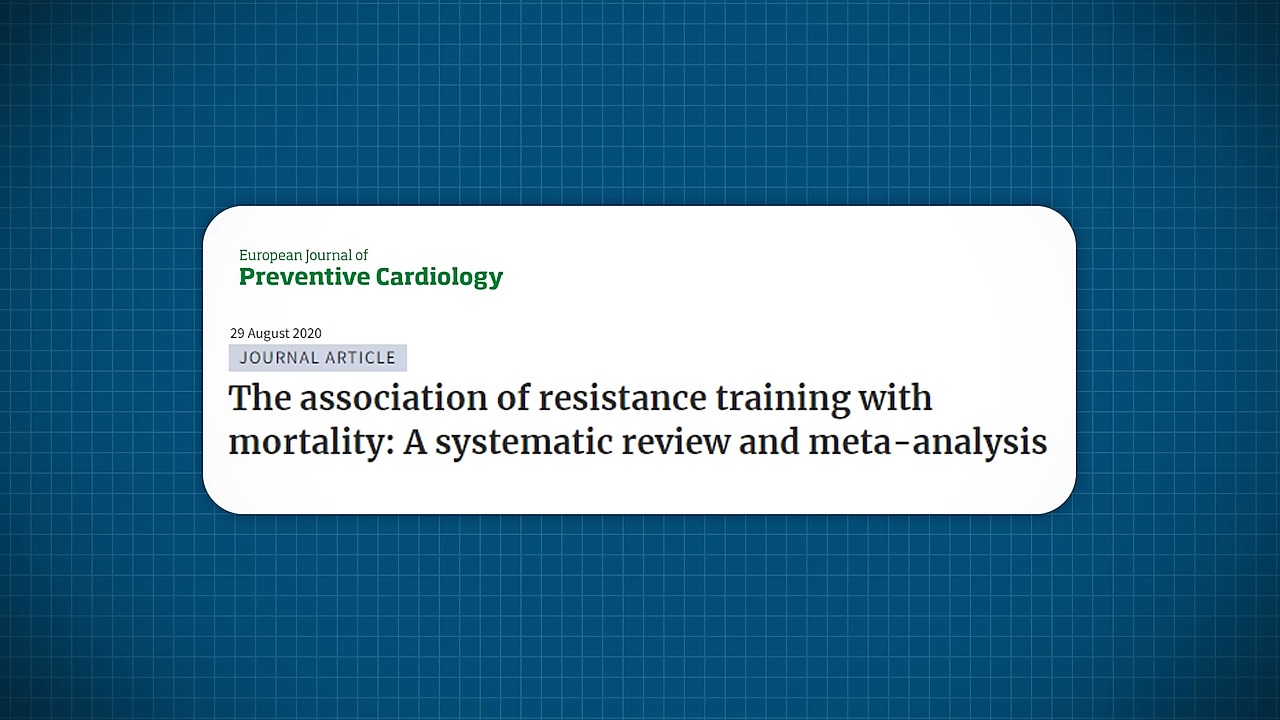 European Journal of
Preventive Cardiology
29 August 2020
JOURNAL ARTICLE
The association of resistance training with
mortality: A systematic review and meta-analysis